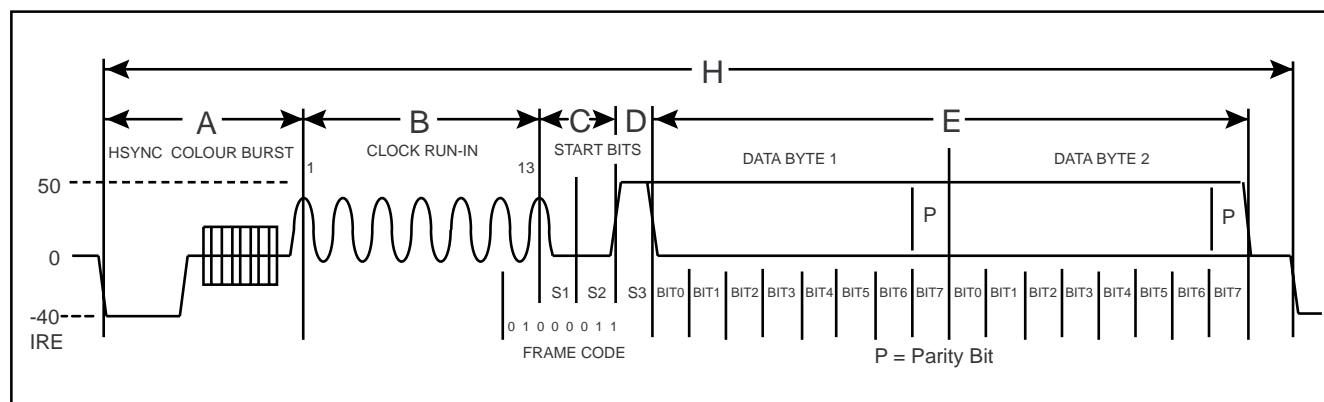 H
A B C D E
HSYNC COLOUR BURST CLOCK RUN-IN START BITS DATA BYTE 1 DATA BYTE 2
1 13
50
P P
0
S1 S2 S3 BIT0 BIT1 BIT2 BIT3 BIT4 BIT5 BIT6 BIT7 BIT0 BIT1 BIT2 BIT3 BIT4 BIT5 BIT6 BIT7
-40
0 1 0 0 0 0 1 1
IRE
FRAME CODE
P = Parity Bit